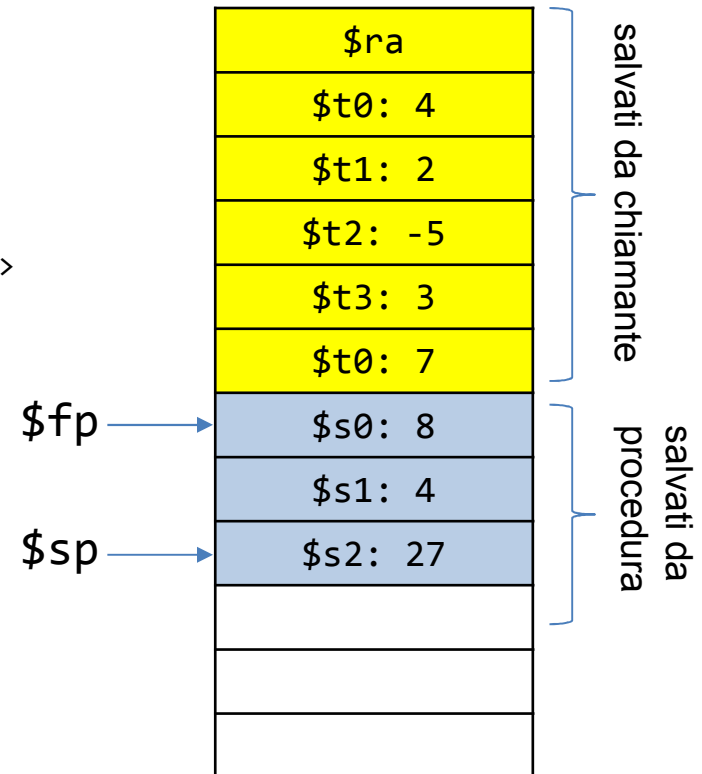 $ra
$t0: 4
$t1: 2
$t2: -5
>
$t3: 3
$t0: 7
salvati da chiamante
$fp
$s0: 8
$s1: 4
$sp
$s2: 27
salvati da
procedura